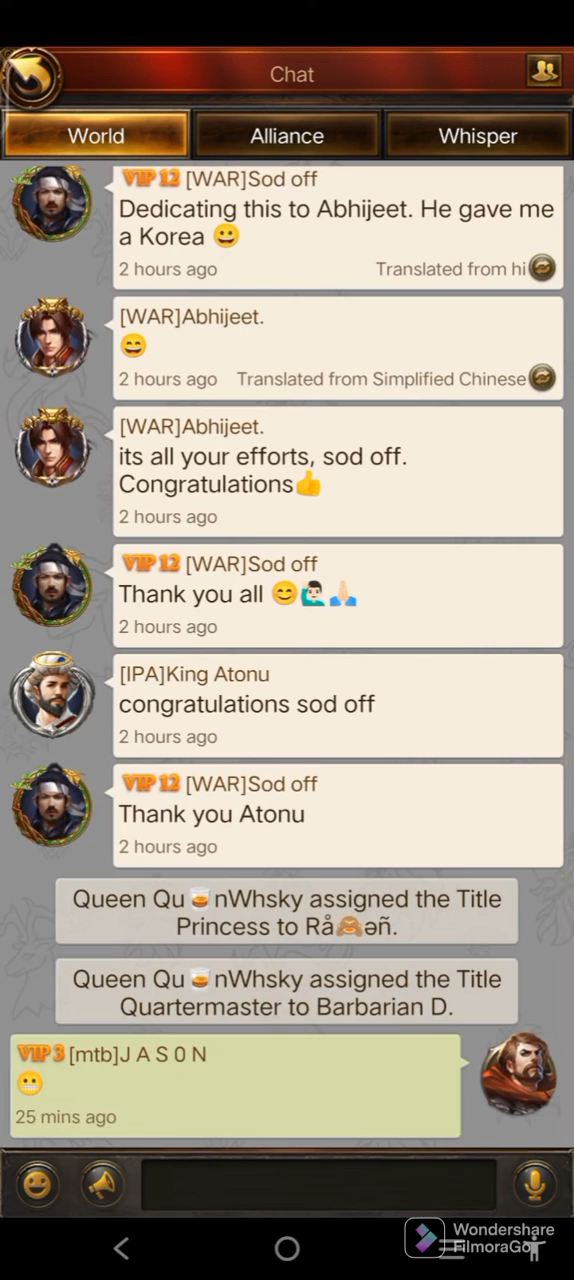 Chat
World
Alliance
Whisper
VIP 12 [WAR]Sod off
Dedicating this to Abhijeet. He gave me
a Korea 😀
2 hours ago
Translated from hi
[WAR]Abhijeet.
😄
2 hours ago
Translated from Simplified Chinese
[WAR]Abhijeet.
its all your efforts, sod off.
Congratulations👍
2 hours ago
VIP 12 [WAR]Sod off
Thank you all 😊🙋🏻‍♂️🙏🏻
2 hours ago
[IPA]King Atonu
congratulations sod off
2 hours ago
VIP 12 [WAR]Sod off
Thank you Atonu
2 hours ago
Queen Qu🥃nWhsky assigned the Title
Princess to Rå🙈əñ.
Queen Qu🥃nWhsky assigned the Title
Quartermaster to Barbarian D.
VIP 3 [mtb]J A S 0 N
😬
25 mins ago
Wondershare
FilmoraGo